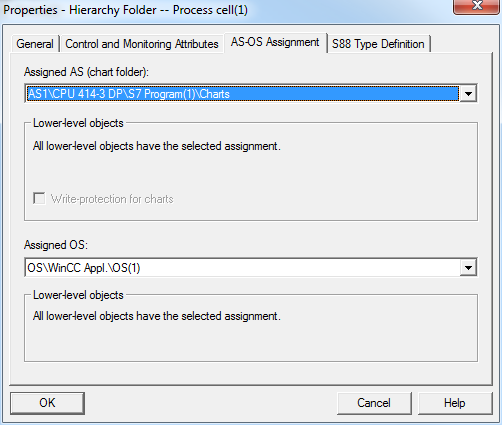 Properties - Hierarchy Folder -- Process cell(1)
General
Control and Monitoring Attributes
AS-OS Assignment
S88 Type Definition
Assigned AS (chart folder):
AS1\CPU 414-3 DP\S7 Program(1)\Charts
Lower-level objects
All lower-level objects have the selected assignment.
Write-protection for charts
Assigned OS:
OS\WinCC Appl.\OS(1)
Lower-level objects
All lower-level objects have the selected assignment.
OK
Cancel
Help